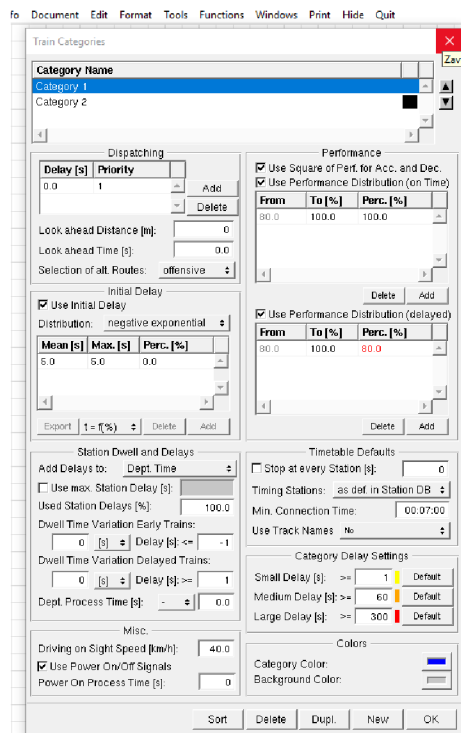 fo Document Edit Format Tools Functions Windows Print Hide Quit
Train Categories
Zav
Category Name
Category 1
Category 2
Dispatching
Delay [s] Priority
0.0 1
Add
Delete
Look ahead Distance [m]: 0
Look ahead Time [s]: 0.0
Selection of alt. Routes: offensive
Initial Delay
Use Initial Delay
Distribution: negative exponential
Mean [s] Max. [s] Perc. [%]
5.0 5.0 0.0
Export t = f(%) Delete Add
Station Dwell and Delays
Add Delays to: Dept. Time
Use max. Station Delay [s]:
Used Station Delays [%]: 100.0
Dwell Time Variation Early Trains:
0 [s] Delay [s]: <= -1
Dwell Time Variation Delayed Trains:
0 [s] Delay [s]: >= 1
Dept. Process Time [s]: - 0.0
Misc.
Driving on Sight Speed [km/h]: 40.0
Use Power On/Off Signals
Power On Process Time [s]: 0
Performance
Use Square of Perf. for Acc. and Dec.
Use Performance Distribution (on Time)
From To [%] Perc. [%]
80.0 100.0 100.0
Delete Add
Use Performance Distribution (delayed)
From To [%] Perc. [%]
80.0 100.0 80.0
Delete Add
Timetable Defaults
Stop at every Station [s]: 0
Timing Stations: as def. in Station DB
Min. Connection Time: 00:07:00
Use Track Names No
Category Delay Settings
Small Delay [s]: >= 1 Default
Medium Delay [s]: >= 60 Default
Large Delay [s]: >= 300 Default
Colors
Category Color:
Background Color:
Sort Delete Dupl. New OK